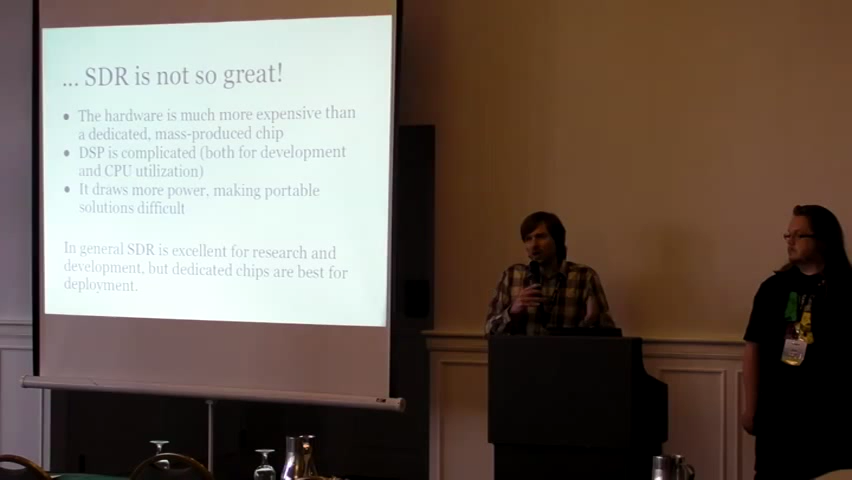 ... SDR is not so great!
● The hardware is much more expensive than
a dedicated, mass-produced chip
● DSP is complicated (both for development
and CPU utilization)
● It draws more power, making portable
solutions difficult
In general SDR is excellent for research and
development, but dedicated chips are best for
deployment.